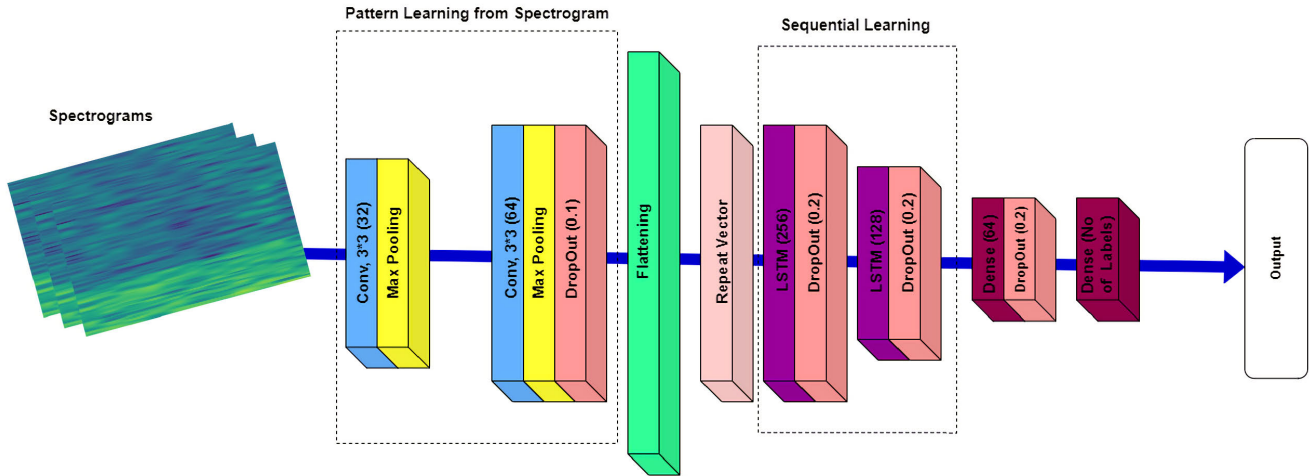 Pattern Learning from Spectrogram
Sequential Learning
Spectrograms
Conv, 3*3 (32)
Max Pooling
Conv, 3*3 (64)
Max Pooling
DropOut (0.1)
Flattening
Repeat Vector
LSTM (256)
DropOut (0.2)
LSTM (128)
DropOut (0.2)
Dense (64)
DropOut (0.2)
Dense (No
of Labels)
Output